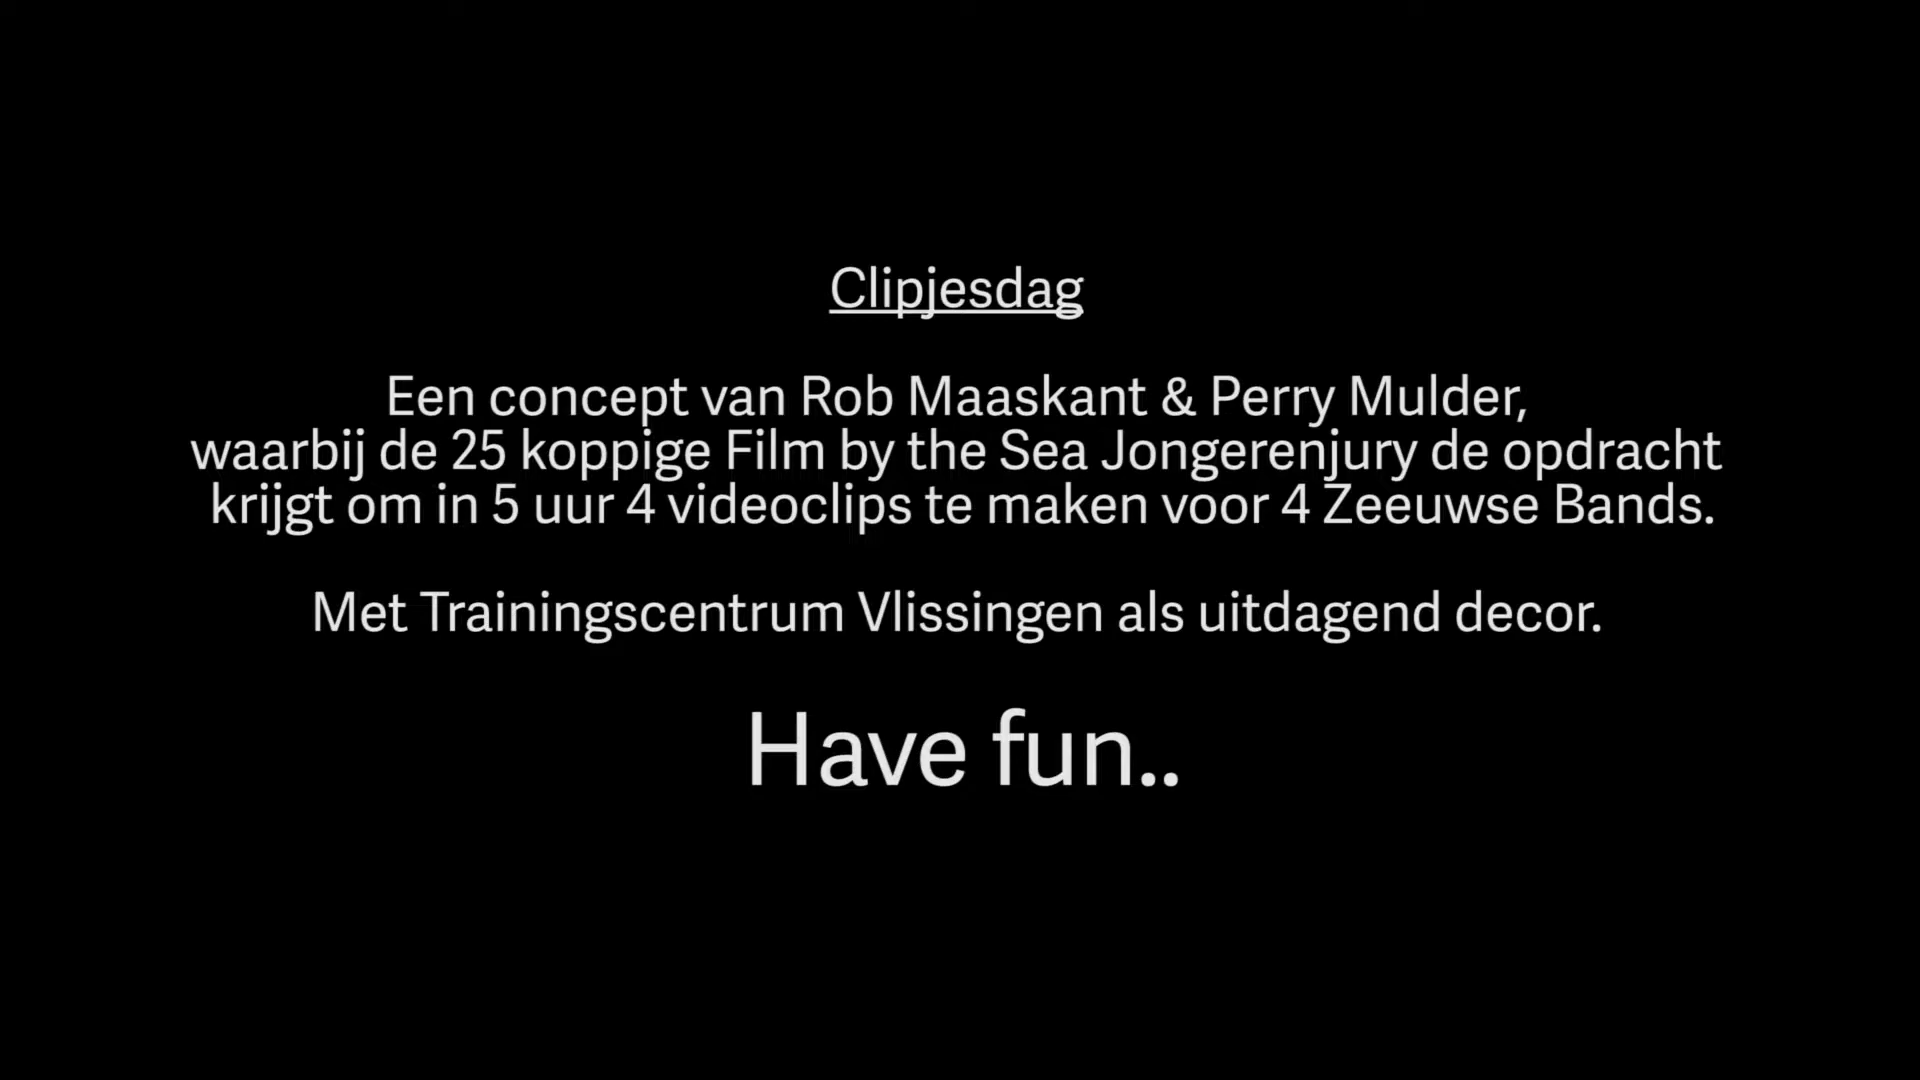 Clipjesdag
Een concept van Rob Maaskant & Perry Mulder,
waarbij de 25 koppige Film by the Sea Jongerenjury de opdracht
krijgt om in 5 uur 4 videoclips te maken voor 4 Zeeuwse Bands.
Met Trainingscentrum Vlissingen als uitdagend decor.
Have fun..